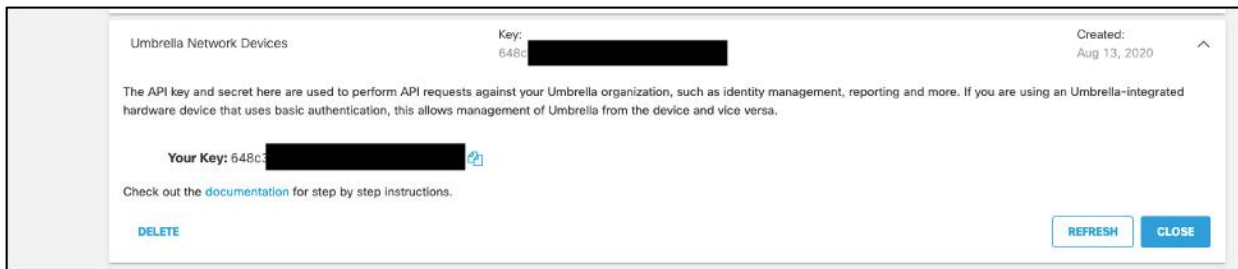 Umbrella Network Devices
Key:
648c
Created:
Aug 13, 2020
The API key and secret here are used to perform API requests against your Umbrella organization, such as identity management, reporting and more. If you are using an Umbrella-integrated
hardware device that uses basic authentication, this allows management of Umbrella from the device and vice versa.
Your Key: 648c3
Check out the documentation for step by step instructions.
DELETE
REFRESH
CLOSE